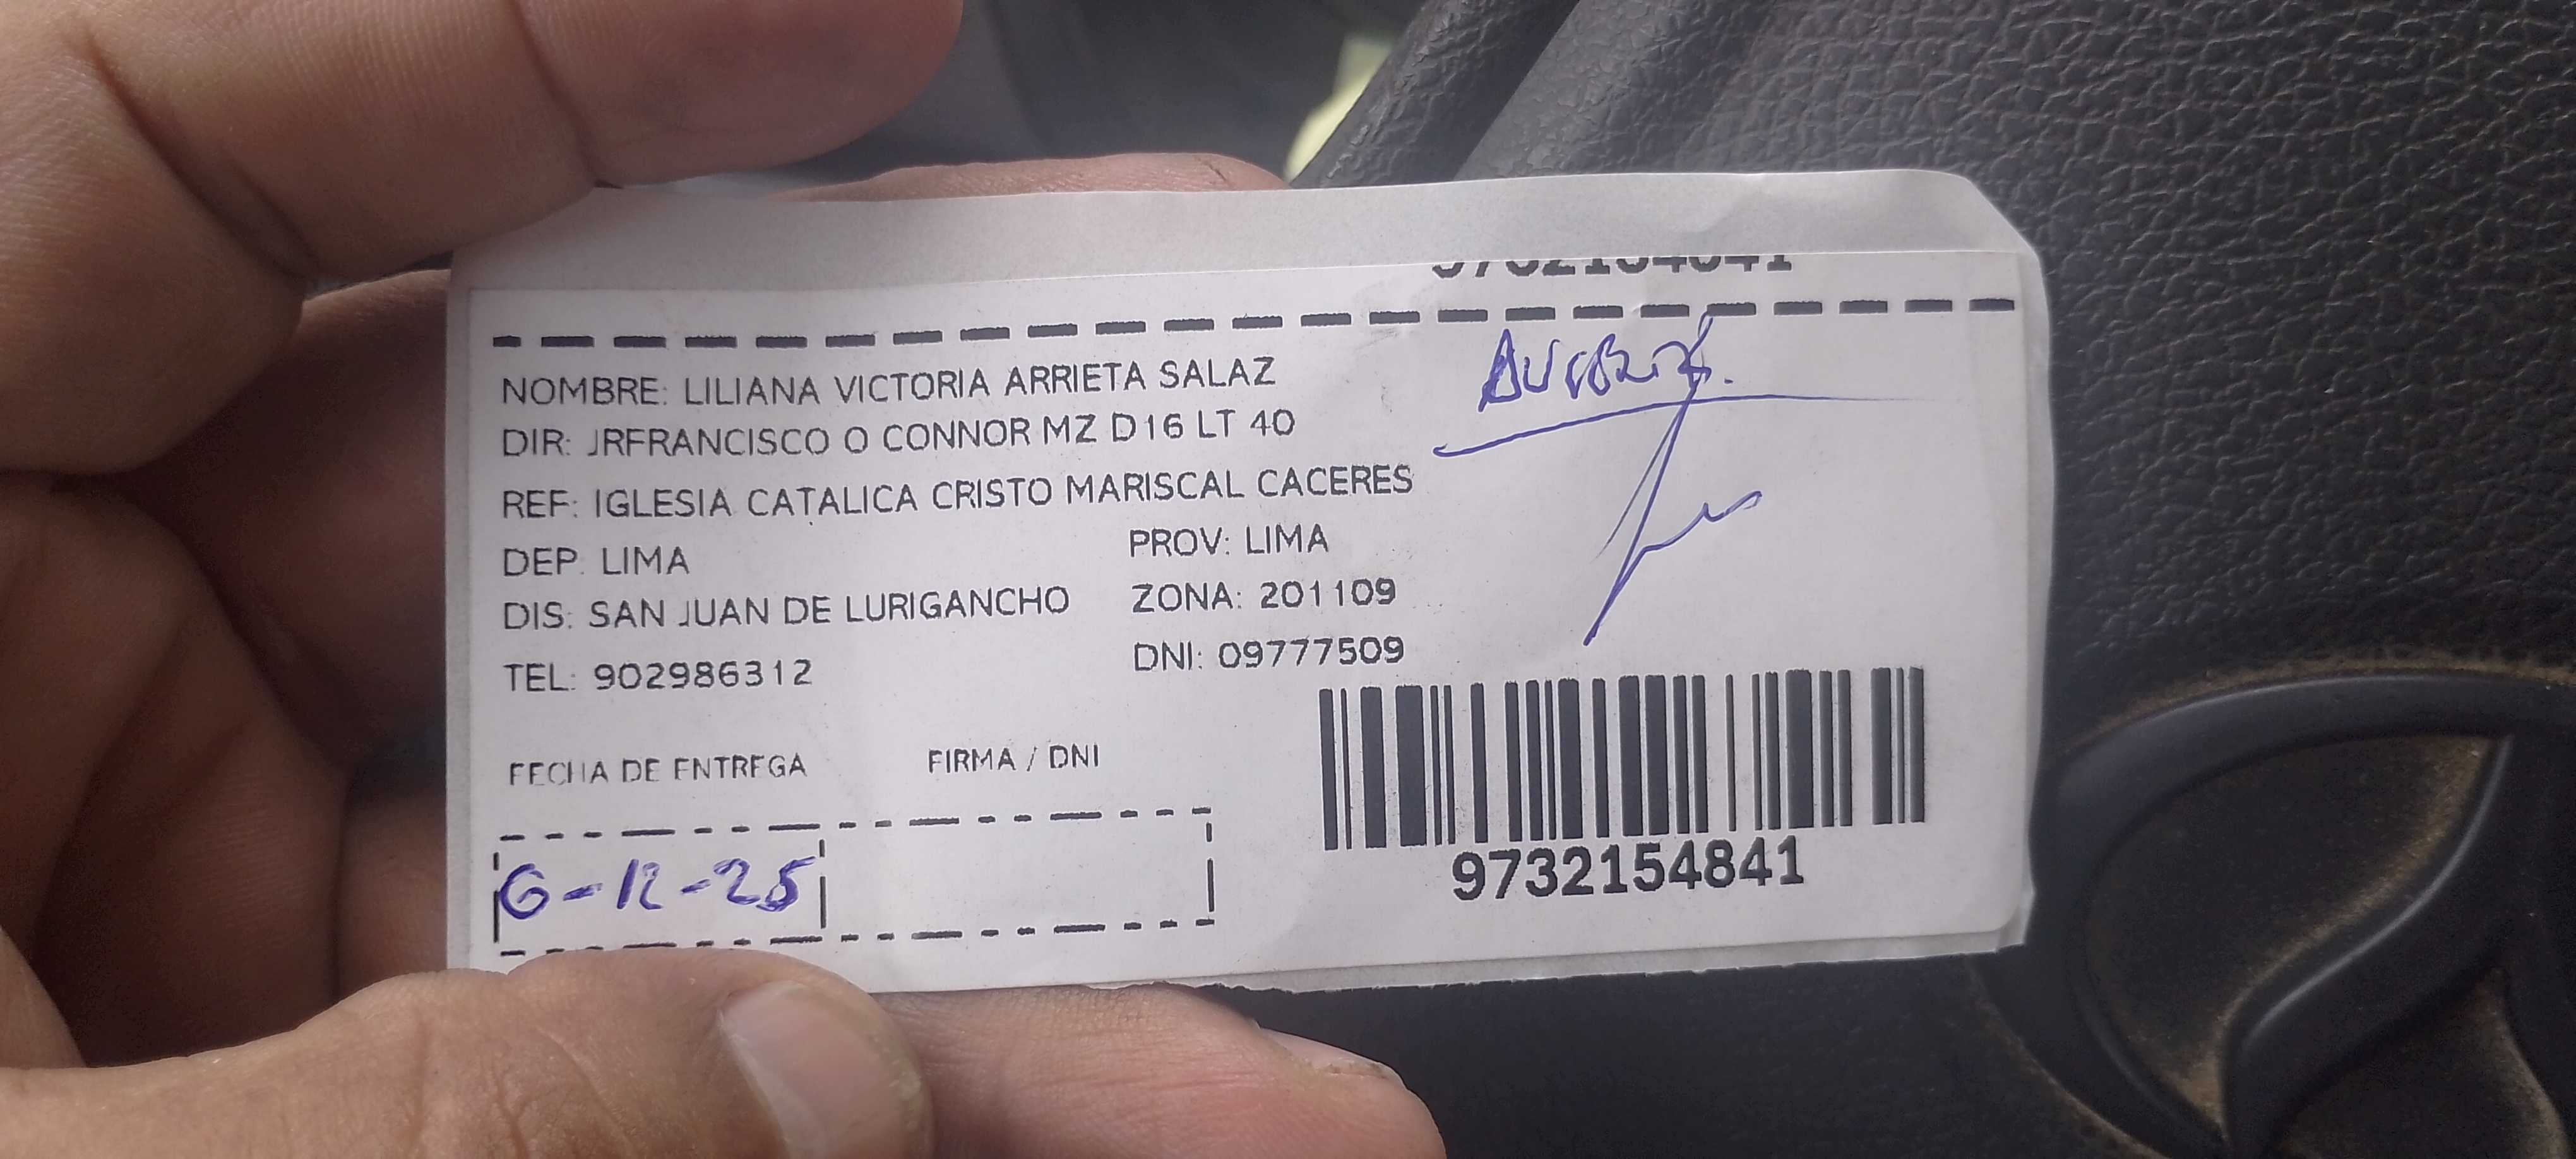 NOMBRE: LILIANA VICTORIA ARRIETA SALAZ
DIR: JRFRANCISCO O CONNOR MZ D16 LT 40
REF: IGLESIA CATALICA CRISTO MARISCAL CACERES
DEP: LIMA PROV: LIMA
DIS: SAN JUAN DE LURIGANCHO ZONA: 201109
TEL: 902986312 DNI: 09777509
FECHA DE ENTREGA FIRMA / DNI
6-12-25
9732154841